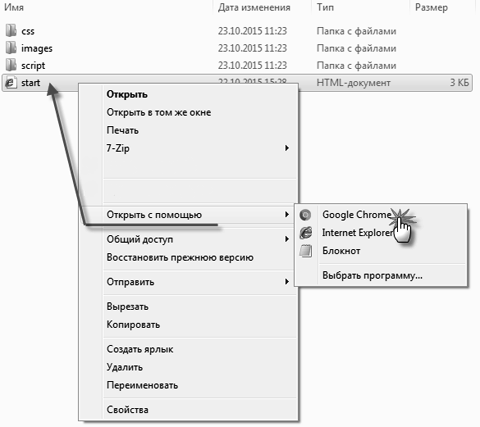 Имя Дата изменения Тип Размер
css 23.10.2015 11:23 Папка с файлами
images 23.10.2015 11:23 Папка с файлами
script 23.10.2015 11:23 Папка с файлами
start 22.10.2015 15:28 HTML-документ 3 КБ
Открыть
Открыть в том же окне
Печать
7-Zip
Открыть с помощью
Google Chrome
Internet Explorer
Блокнот
Выбрать программу...
Общий доступ
Восстановить прежнюю версию
Отправить
Вырезать
Копировать
Создать ярлык
Удалить
Переименовать
Свойства